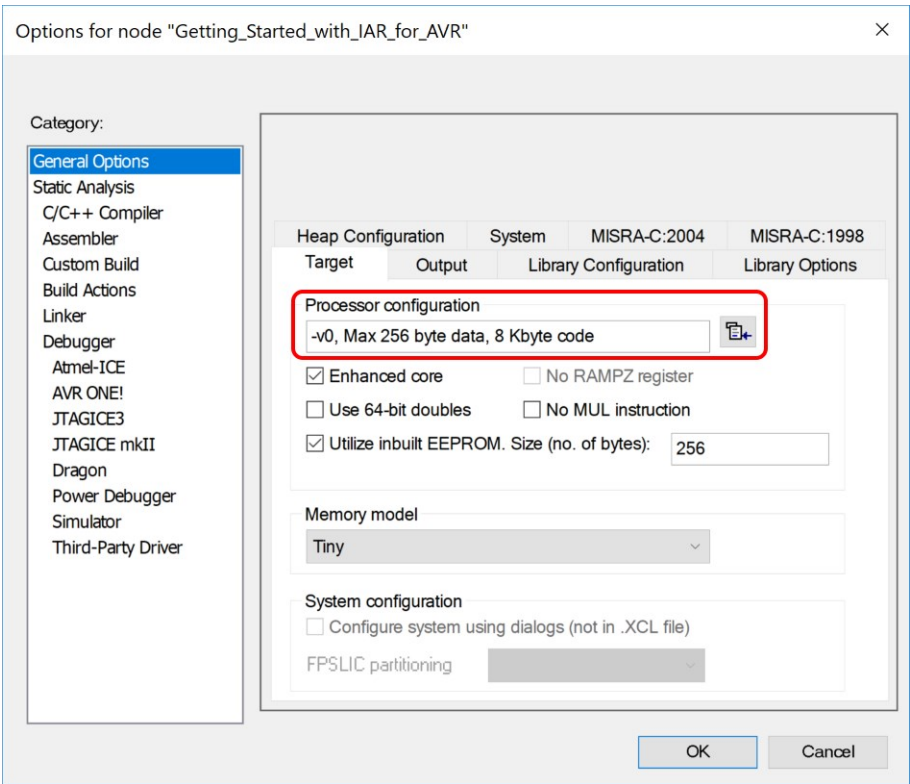 Options for node "Getting_Started_with_IAR_for_AVR"
Category:
General Options
Static Analysis
C/C++ Compiler
Assembler
Custom Build
Build Actions
Linker
Debugger
Atmel-ICE
AVR ONE!
JTAGICE3
JTAGICE mkII
Dragon
Power Debugger
Simulator
Third-Party Driver
Heap Configuration System MISRA-C:2004 MISRA-C:1998
Target Output Library Configuration Library Options
Processor configuration
-v0, Max 256 byte data, 8 Kbyte code
Enhanced core No RAMPZ register
Use 64-bit doubles No MUL instruction
Utilize inbuilt EEPROM. Size (no. of bytes): 256
Memory model
Tiny
System configuration
Configure system using dialogs (not in .XCL file)
FPSLIC partitioning
OK Cancel